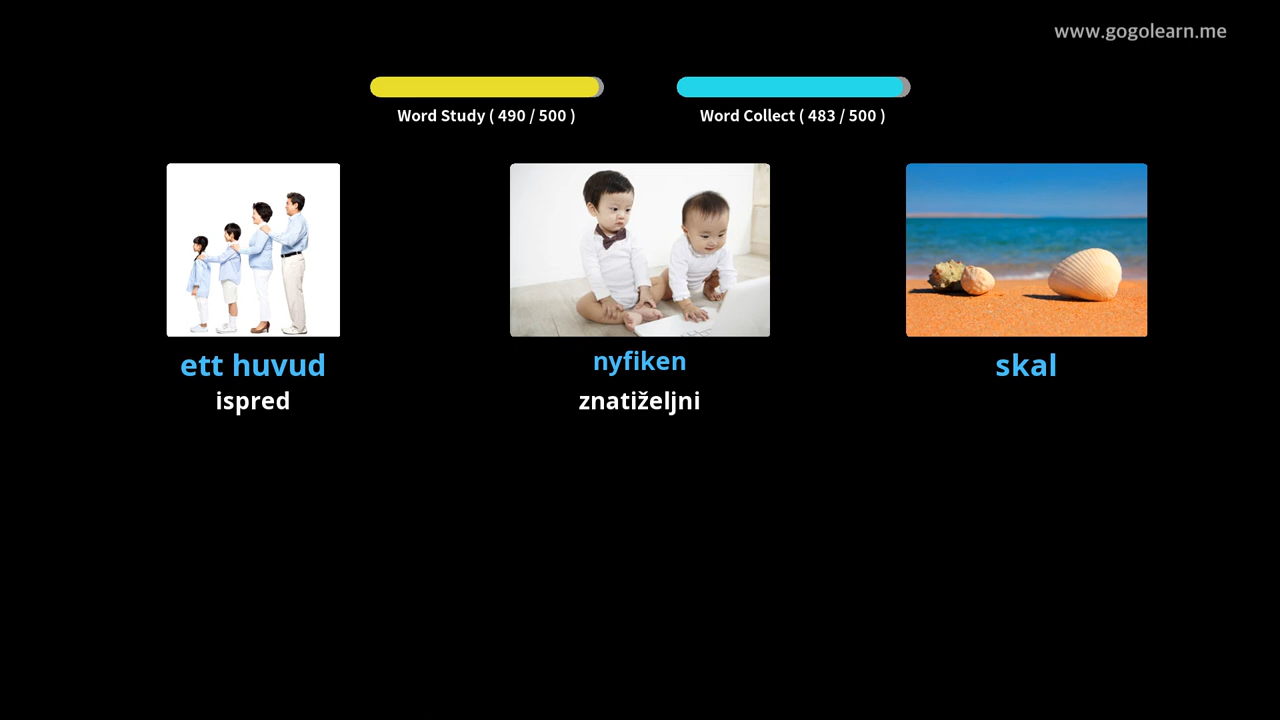 www.gogolearn.me
Word Study ( 490 / 500 )
Word Collect ( 483 / 500 )
ett huvud
nyfiken
skal
ispred
znatiželjni